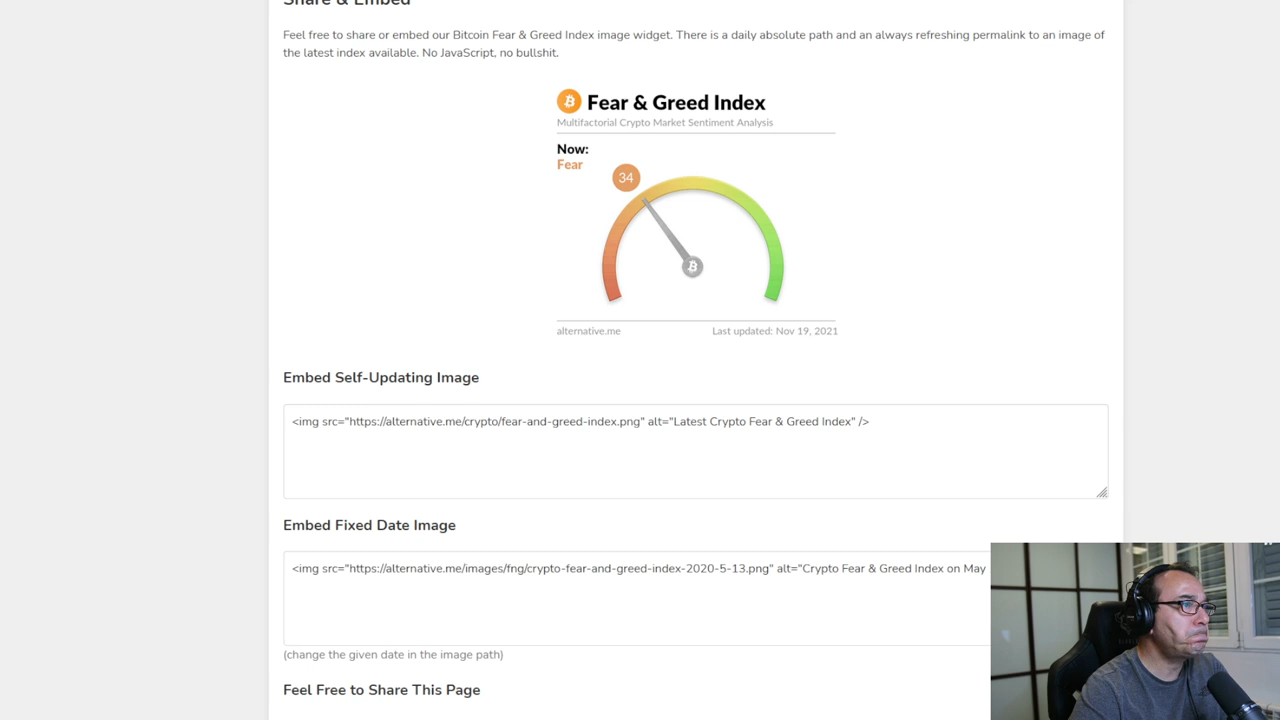 Share & Embed
Feel free to share or embed our Bitcoin Fear & Greed Index image widget. There is a daily absolute path and an always refreshing permalink to an image of
the latest index available. No JavaScript, no bullshit.
Fear & Greed Index
Multifactorial Crypto Market Sentiment Analysis
Now:
Fear
34
alternative.me
Last updated: Nov 19, 2021
Embed Self-Updating Image
<img src="https://alternative.me/crypto/fear-and-greed-index.png" alt="Latest Crypto Fear & Greed Index" />
Embed Fixed Date Image
<img src="https://alternative.me/images/fng/crypto-fear-and-greed-index-2020-5-13.png" alt="Crypto Fear & Greed Index on May
(change the given date in the image path)
Feel Free to Share This Page